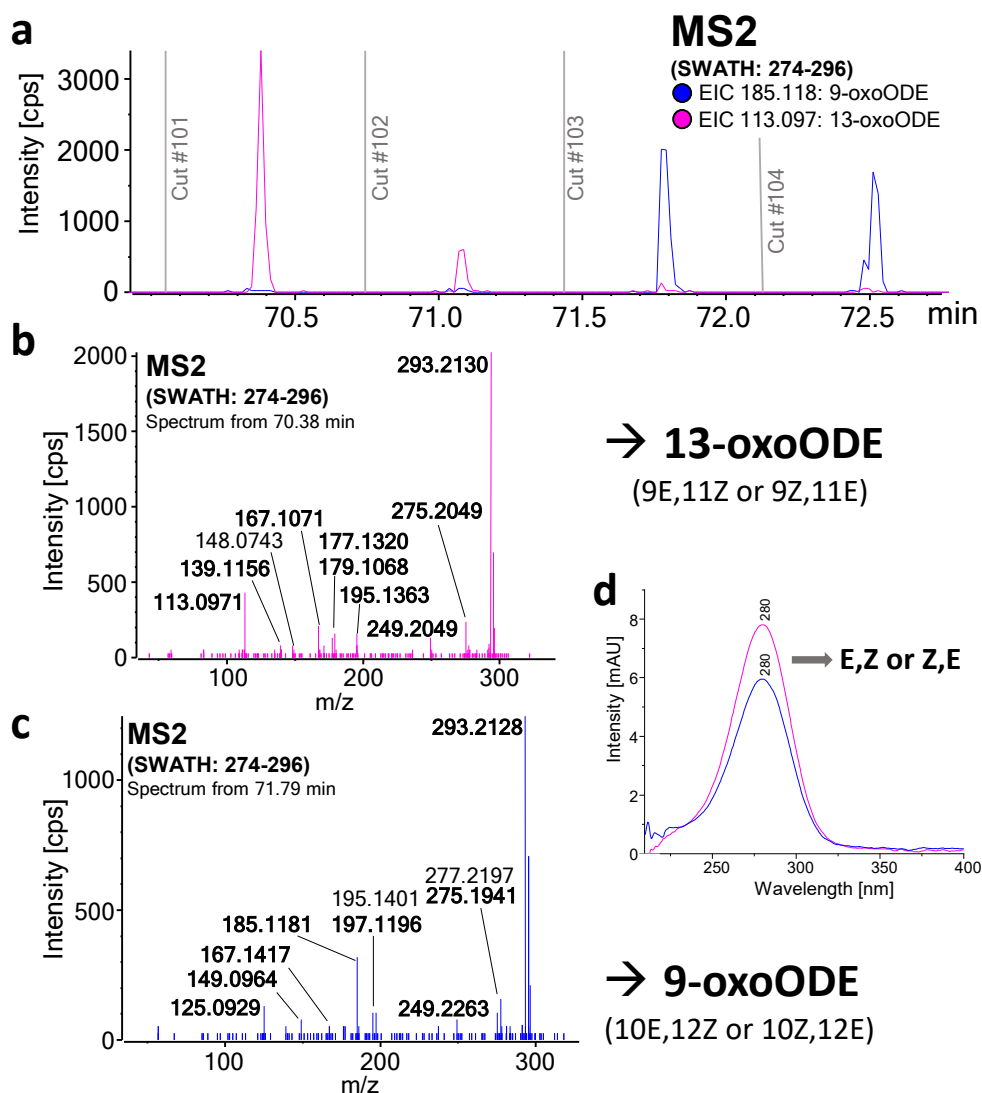 a
MS2
(SWATH: 274-296)
EIC 185.118: 9-oxoODE
EIC 113.097: 13-oxoODE
Intensity [cps]
3000
2000
1000
0
Cut #101
Cut #102
Cut #103
Cut #104
70.5
71.0
71.5
72.0
72.5
min
b
MS2
(SWATH: 274-296)
Spectrum from 70.38 min
Intensity [cps]
2000
1500
1000
500
0
293.2130
167.1071
148.0743
139.1156
113.0971
177.1320
179.1068
195.1363
275.2049
249.2049
100
200
300
m/z
→ 13-oxoODE
(9E,11Z or 9Z,11E)
c
MS2
(SWATH: 274-296)
Spectrum from 71.79 min
Intensity [cps]
1000
500
0
293.2128
277.2197
275.1941
195.1401
197.1196
185.1181
167.1417
149.0964
125.0929
249.2263
100
200
300
m/z
d
Intensity [mAU]
8
6
4
2
0
280
280
E,Z or Z,E
250
300
350
400
Wavelength [nm]
→ 9-oxoODE
(10E,12Z or 10Z,12E)